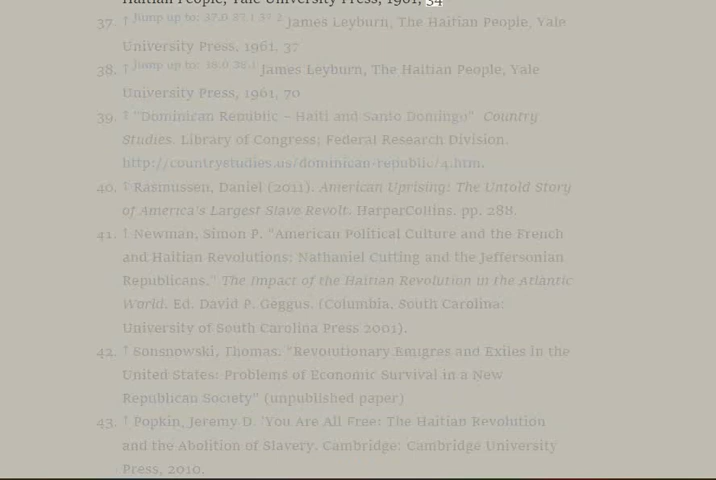 Haitian People, Yale University Press, 1961, 34
37. ↑ Jump up to: 37.0 37.1 37.2 James Leyburn, The Haitian People, Yale
University Press, 1961, 37
38. ↑ Jump up to: 38.0 38.1 James Leyburn, The Haitian People, Yale
University Press, 1961, 70
39. ↑ "Dominican Republic – Haiti and Santo Domingo" Country
Studies. Library of Congress; Federal Research Division.
http://countrystudies.us/dominican-republic/4.htm.
40. ↑ Rasmussen, Daniel (2011). American Uprising: The Untold Story
of America's Largest Slave Revolt. HarperCollins. pp. 288.
41. ↑ Newman, Simon P. "American Political Culture and the French
and Haitian Revolutions: Nathaniel Cutting and the Jeffersonian
Republicans." The Impact of the Haitian Revolution in the Atlantic
World. Ed. David P. Geggus. (Columbia, South Carolina:
University of South Carolina Press 2001).
42. ↑ Sonsnowski, Thomas. "Revolutionary Emigres and Exiles in the
United States: Problems of Economic Survival in a New
Republican Society" (unpublished paper)
43. ↑ Popkin, Jeremy D. 'You Are All Free: The Haitian Revolution
and the Abolition of Slavery. Cambridge: Cambridge University
Press, 2010.